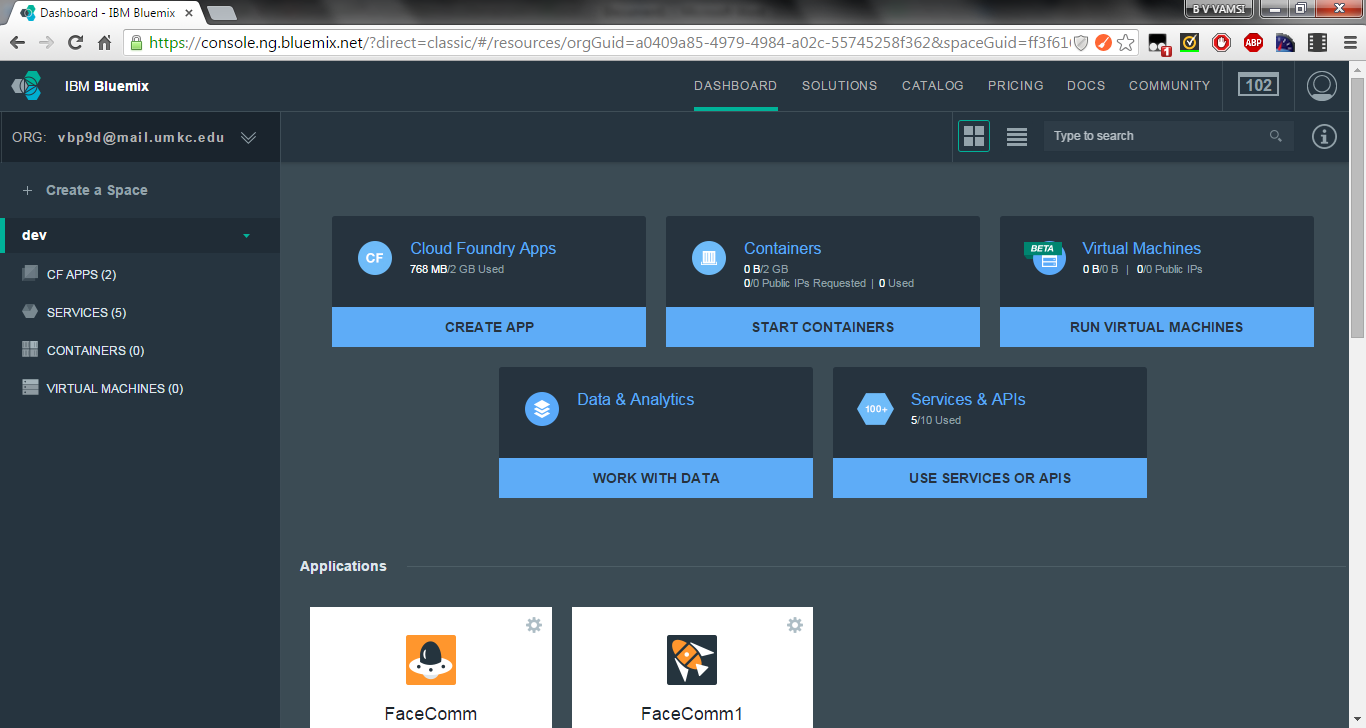 Dashboard - IBM Bluemix
B V VAMSI
https://console.ng.bluemix.net/?direct=classic/#/resources/orgGuid=a0409a85-4979-4984-a02c-55745258f362&spaceGuid=ff3f61
1
ABP
IBM Bluemix
DASHBOARD
SOLUTIONS
CATALOG
PRICING
DOCS
COMMUNITY
102
ORG: vbp9d@mail.umkc.edu
Type to search
+ Create a Space
dev
CF APPS (2)
SERVICES (5)
CONTAINERS (0)
VIRTUAL MACHINES (0)
CF
Cloud Foundry Apps
768 MB/2 GB Used
CREATE APP
Containers
0 B/2 GB
0/0 Public IPs Requested | 0 Used
START CONTAINERS
BETA
Virtual Machines
0 B/0 B | 0/0 Public IPs
RUN VIRTUAL MACHINES
Data & Analytics
WORK WITH DATA
100+
Services & APIs
5/10 Used
USE SERVICES OR APIS
Applications
FaceComm
FaceComm1